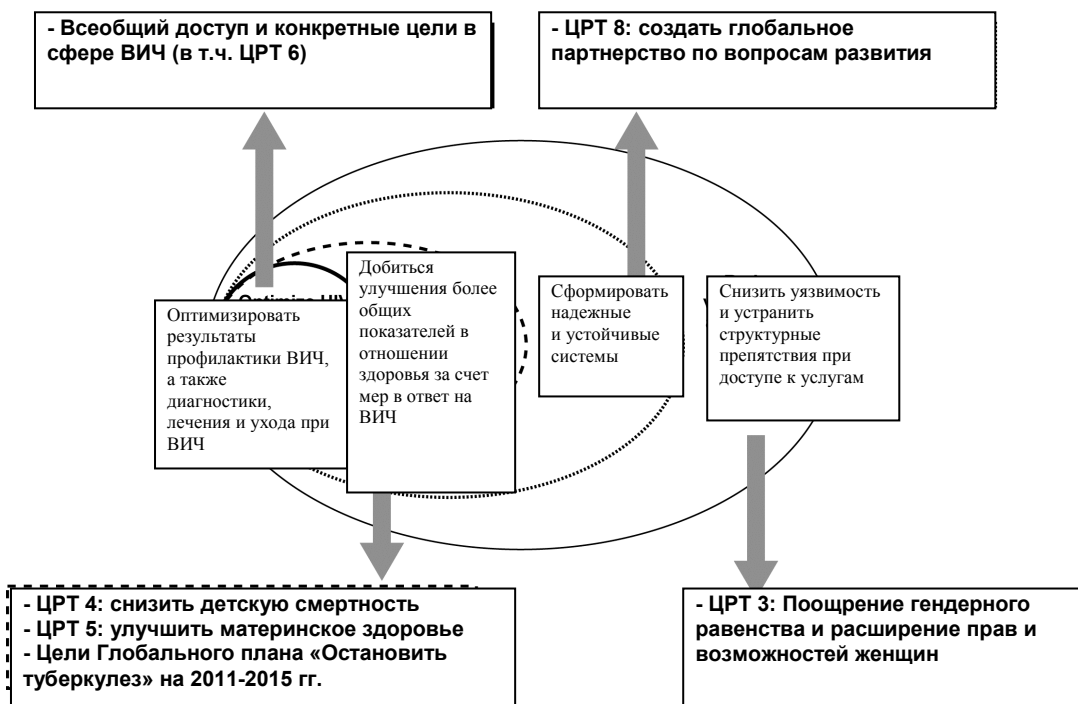 - Всеобщий доступ и конкретные цели в
сфере ВИЧ (в т.ч. ЦРТ 6)
- ЦРТ 8: создать глобальное
партнерство по вопросам развития
Оптимизировать
результаты
профилактики ВИЧ,
а также
диагностики,
лечения и ухода при
ВИЧ
Добиться
улучшения более
общих
показателей в
отношении
здоровья за счет
мер в ответ на
ВИЧ
Сформировать
надежные
и устойчивые
системы
Снизить уязвимость
и устранить
структурные
препятствия при
доступе к услугам
- ЦРТ 4: снизить детскую смертность
- ЦРТ 5: улучшить материнское здоровье
- Цели Глобального плана «Остановить
туберкулез» на 2011-2015 гг.
- ЦРТ 3: Поощрение гендерного
равенства и расширение прав и
возможностей женщин